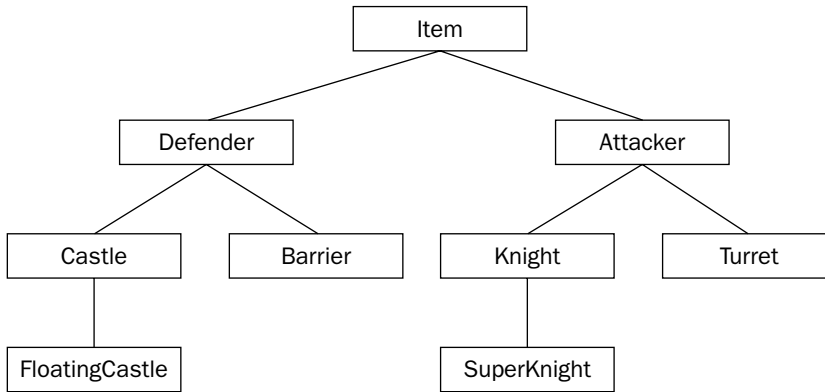 Item
Defender
Attacker
Castle
Barrier
Knight
Turret
FloatingCastle
SuperKnight